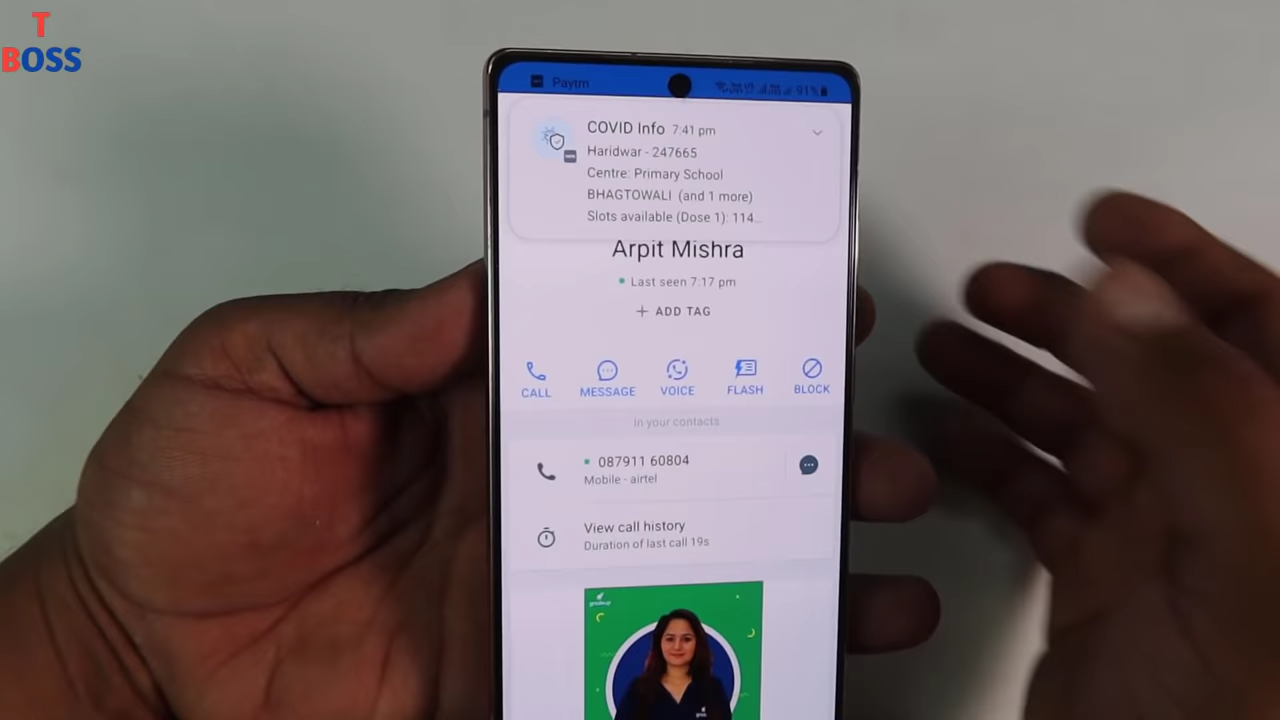 T
BOSS
Paytm
91%
COVID Info 7:41 pm
Haridwar - 247665
Centre: Primary School
BHAGTOWALI (and 1 more)
Slots available (Dose 1): 114...
Arpit Mishra
Last seen 7:17 pm
+ ADD TAG
CALL MESSAGE VOICE FLASH BLOCK
In your contacts
087911 60804
Mobile - airtel
View call history
Duration of last call 19s
gradeup